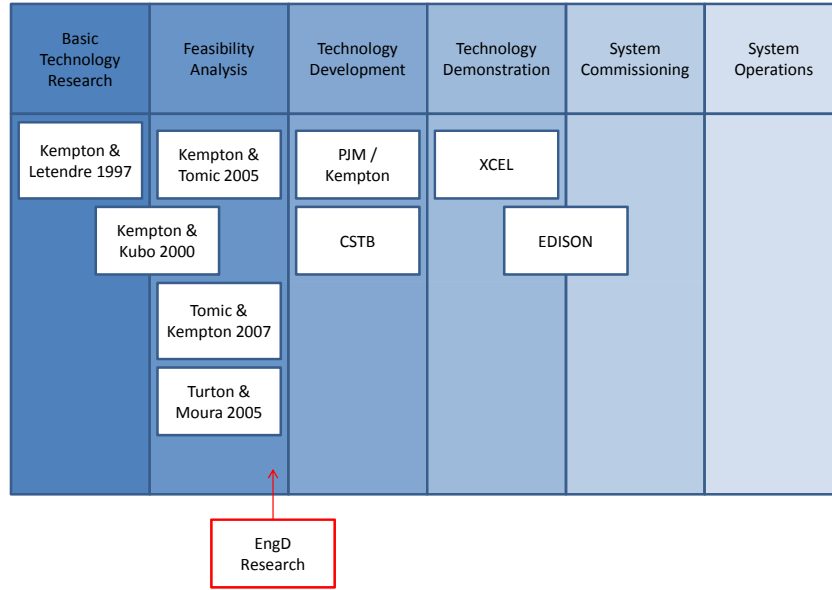 Basic
Technology
Research
Feasibility
Analysis
Technology
Development
Technology
Demonstration
System
Commissioning
System
Operations
Kempton &
Letendre 1997
Kempton &
Tomic 2005
PJM /
Kempton
XCEL
Kempton &
Kubo 2000
CSTB
EDISON
Tomic &
Kempton 2007
Turton &
Moura 2005
EngD
Research